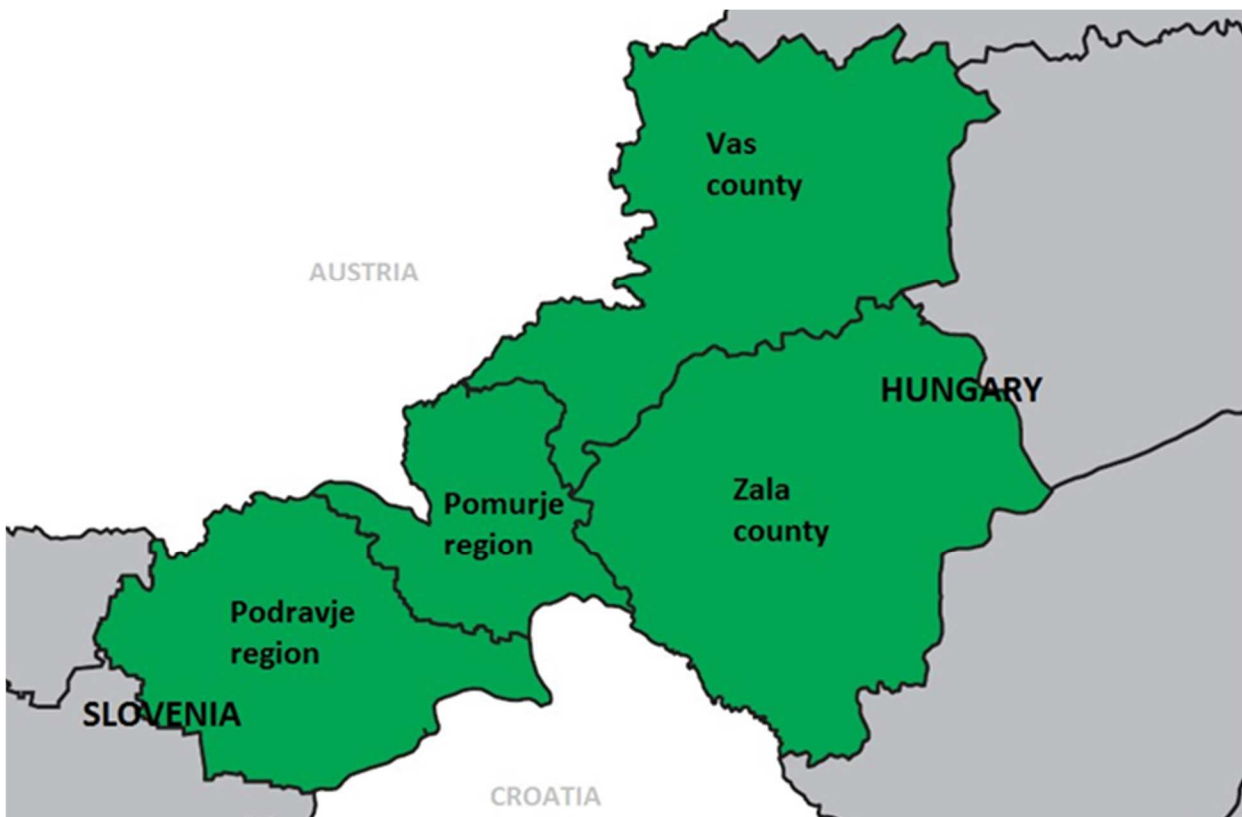 Vas
county
AUSTRIA
HUNGARY
Zala
county
Pomurje
region
Podravje
region
SLOVENIA
CROATIA